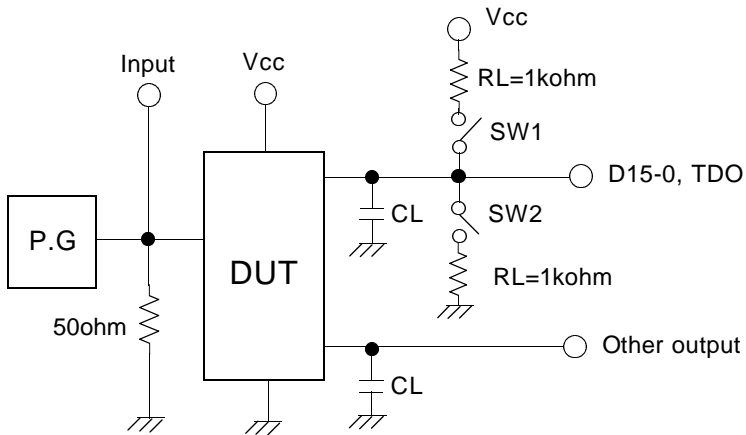 Vcc
Input
Vcc
RL=1kohm
SW1
D15-0, TDO
CL
SW2
P.G
DUT
RL=1kohm
50ohm
Other output
CL